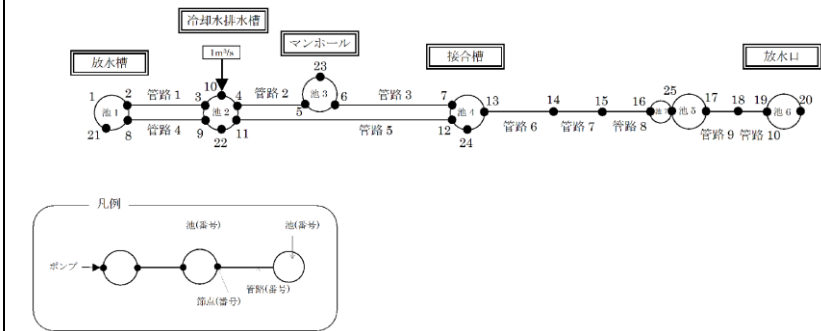 冷却水排水槽
放水槽
1m³/s
マンホール
接合槽
放水口
23
10
25
1
2
管路 1
3
4
管路 2
池 3
5
6
管路 3
7
13
14
15
16
17
18
19
20
池 1
池 2
池 4
池 5
池 6
21
8
管路 4
9
11
22
管路 5
12
24
管路 6
管路 7
管路 8
管路 9
管路 10
凡例
池(番号)
池(番号)
ポンプ
管路(番号)
節点(番号)